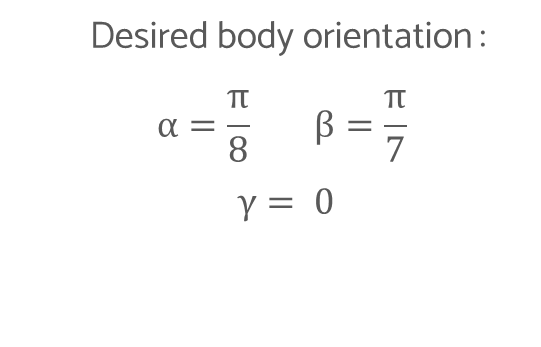 Desired body orientation :
α = π/8 β = π/7
γ = 0